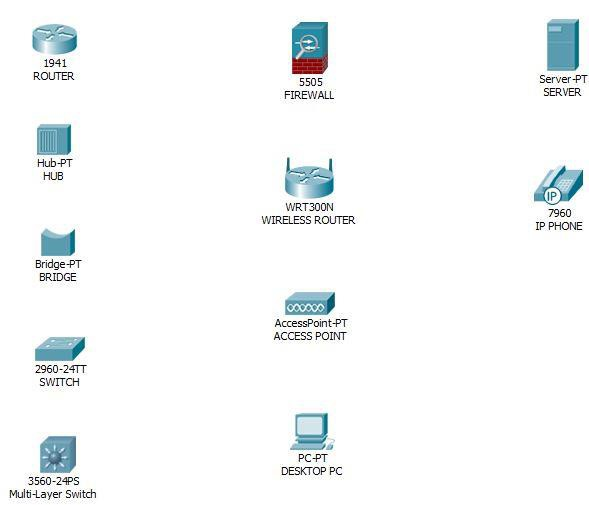 1941
ROUTER
Hub-PT
HUB
Bridge-PT
BRIDGE
2960-24TT
SWITCH
3560-24PS
Multi-Layer Switch
5505
FIREWALL
WRT300N
WIRELESS ROUTER
AccessPoint-PT
ACCESS POINT
PC-PT
DESKTOP PC
Server-PT
SERVER
IP
7960
IP PHONE